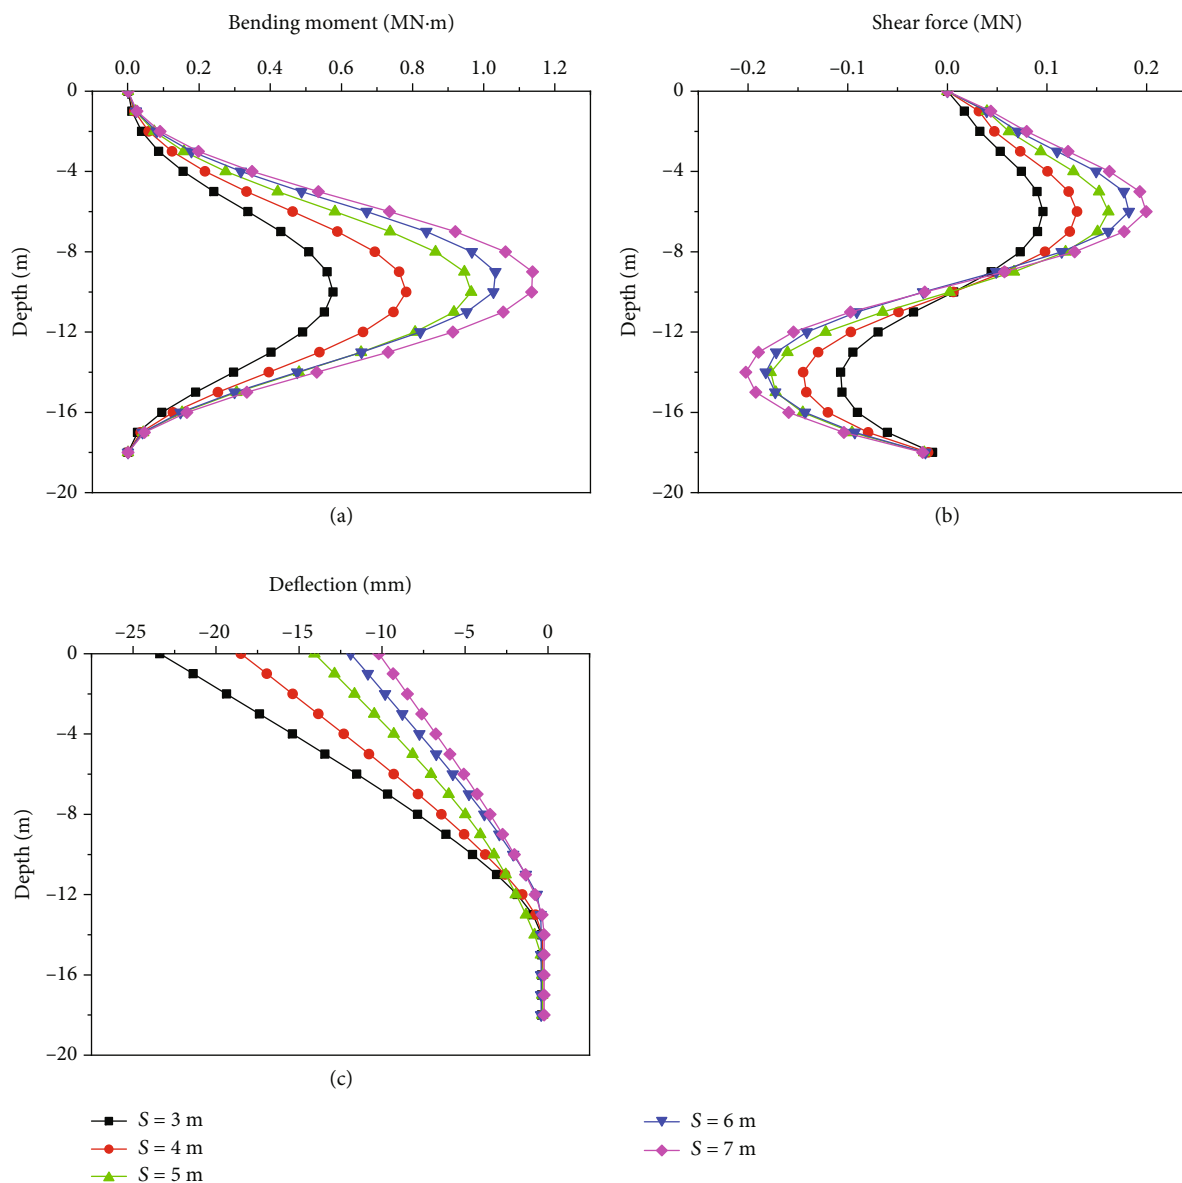 Bending moment (MN·m)
0.0 0.2 0.4 0.6 0.8 1.0 1.2
0
−4
−8
−12
−16
−20
Depth (m)
(a)
Shear force (MN)
−0.2 −0.1 0.0 0.1 0.2
0
−4
−8
−12
−16
−20
Depth (m)
(b)
Deflection (mm)
−25 −20 −15 −10 −5 0
0
−4
−8
−12
−16
−20
Depth (m)
(c)
S = 3 m
S = 4 m
S = 5 m
S = 6 m
S = 7 m